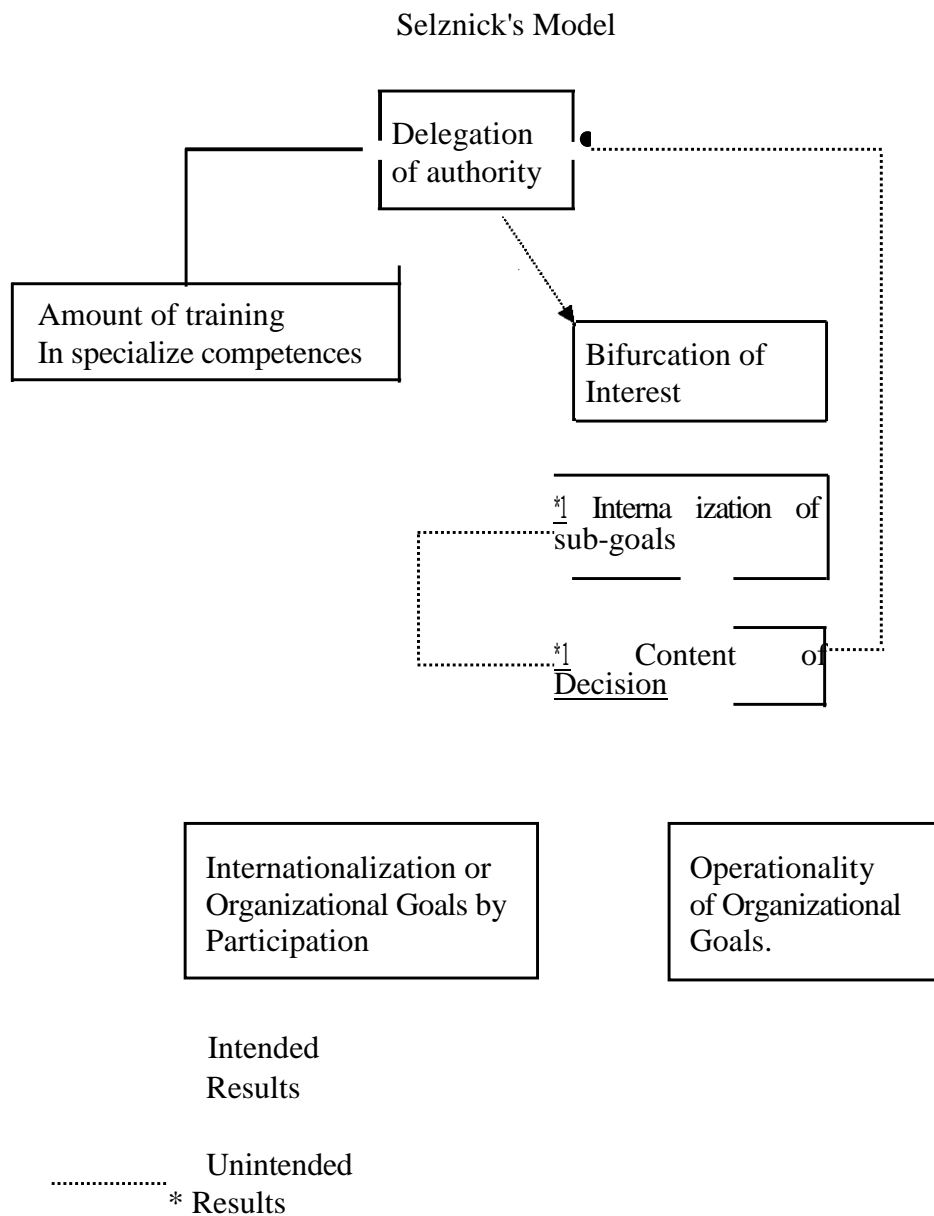 Selznick's Model
Delegation
of authority
Amount of training
In specialize competences
Bifurcation of
Interest
*1 Interna ization of
sub-goals
*1 Content of
Decision
Internationalization or
Organizational Goals by
Participation
Operationality
of Organizational
Goals.
Intended
Results
Unintended
* Results